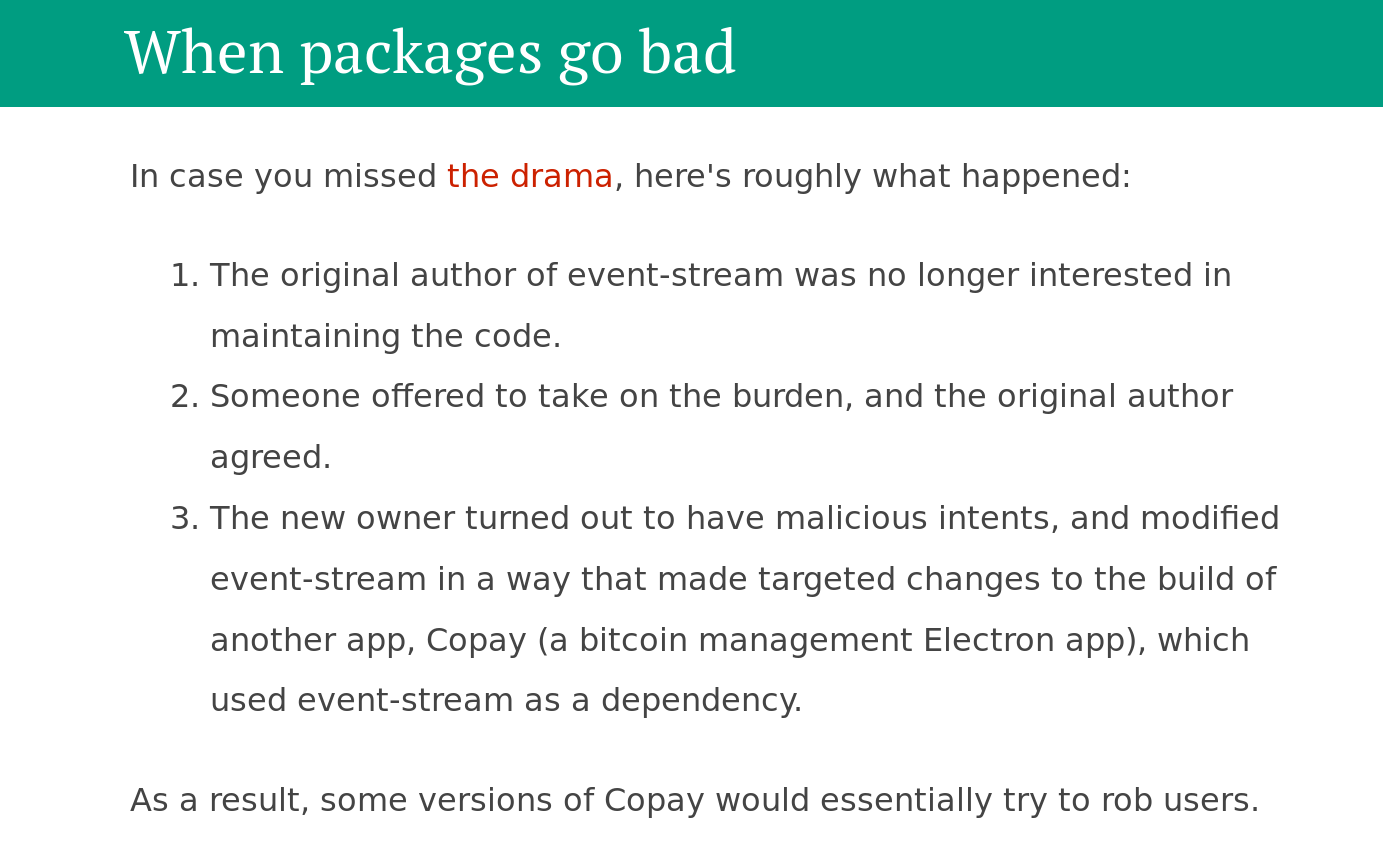 When packages go bad
In case you missed the drama, here's roughly what happened:
1. The original author of event-stream was no longer interested in
maintaining the code.
2. Someone offered to take on the burden, and the original author
agreed.
3. The new owner turned out to have malicious intents, and modified
event-stream in a way that made targeted changes to the build of
another app, Copay (a bitcoin management Electron app), which
used event-stream as a dependency.
As a result, some versions of Copay would essentially try to rob users.